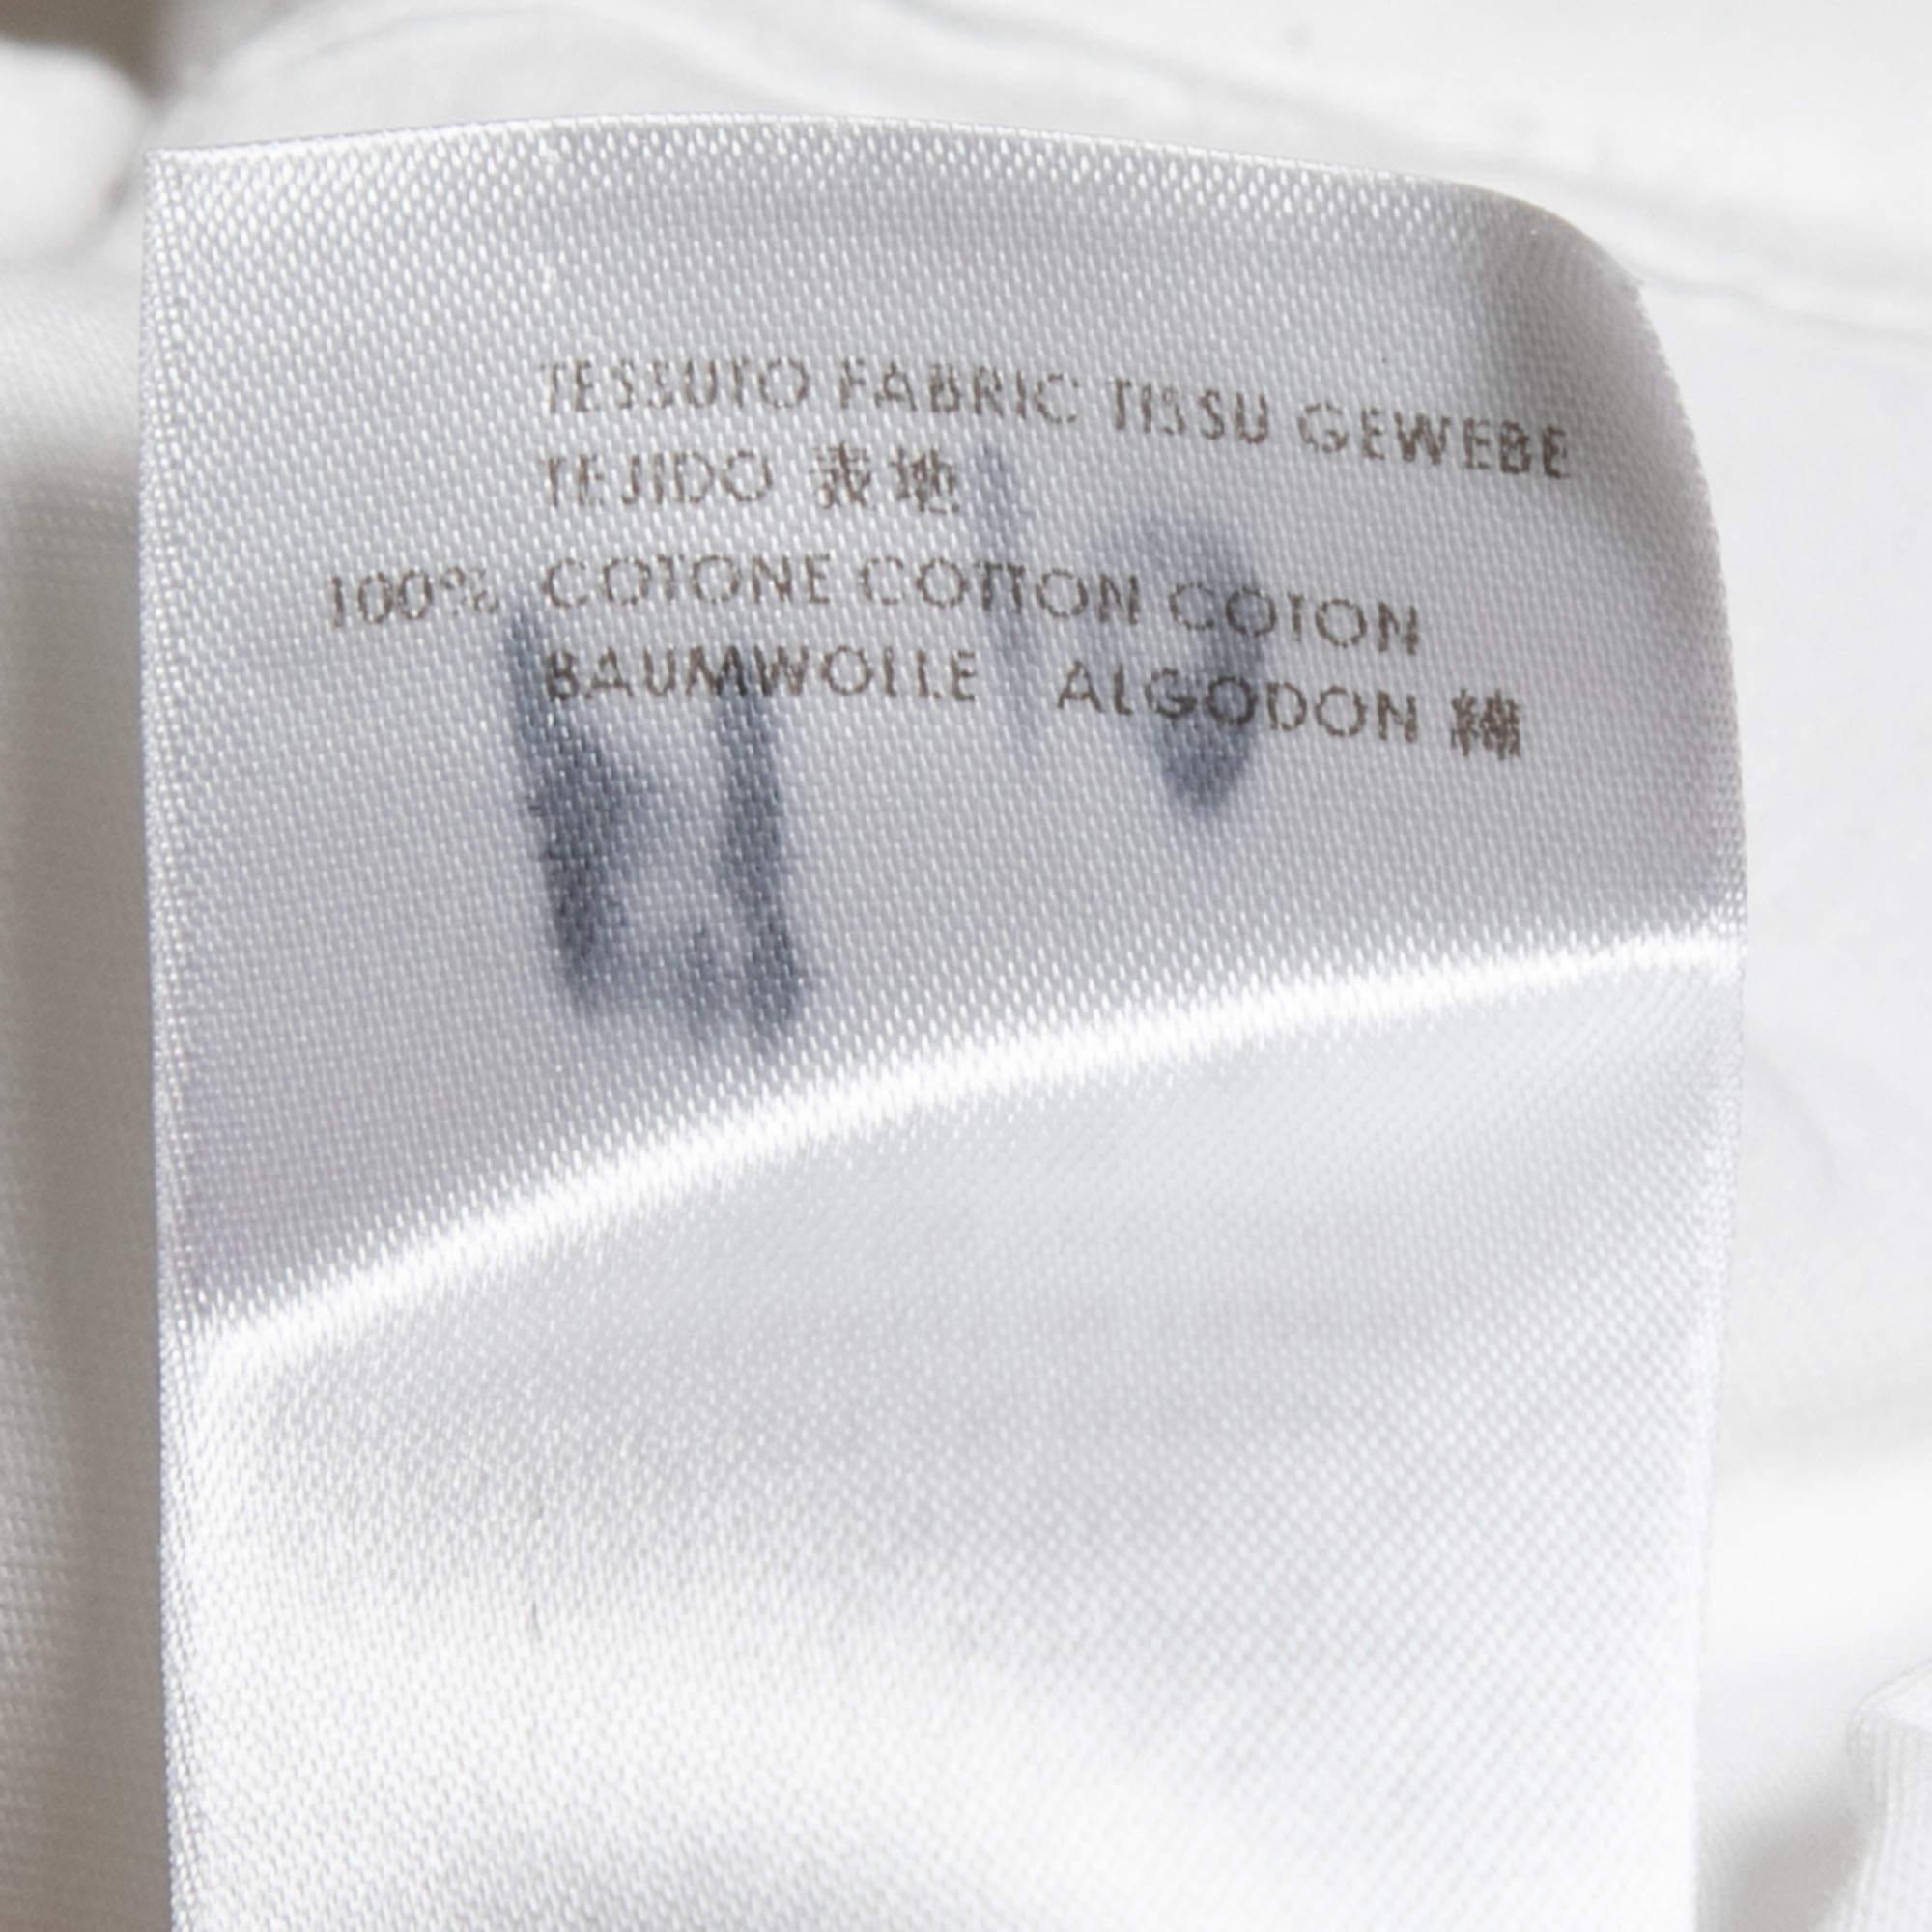 TESSUTO FABRIC TISSU GEWEBE
TEJIDO 表地
100% COTONE COTTON COTON
BAUMWOLLE ALGODON 綿